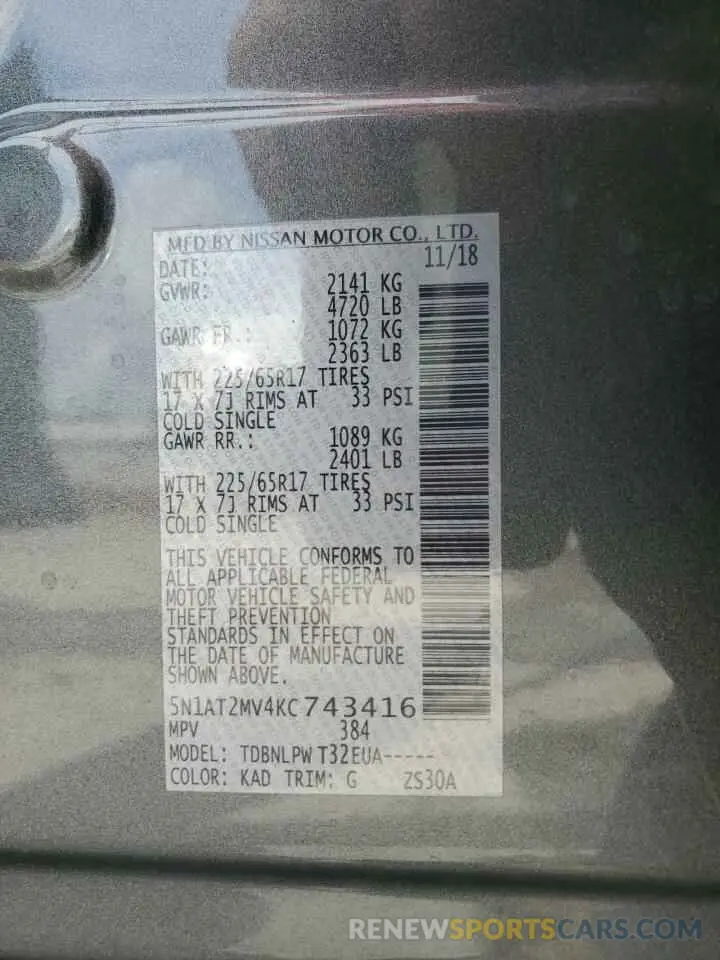 MFD BY NISSAN MOTOR CO., LTD.
DATE: 11/18
GVWR: 2141 KG
4720 LB
GAWR FR.: 1072 KG
2363 LB
WITH 225/65R17 TIRES
17 X 7J RIMS AT 33 PSI
COLD SINGLE
GAWR RR.: 1089 KG
2401 LB
WITH 225/65R17 TIRES
17 X 7J RIMS AT 33 PSI
COLD SINGLE
THIS VEHICLE CONFORMS TO
ALL APPLICABLE FEDERAL
MOTOR VEHICLE SAFETY AND
THEFT PREVENTION
STANDARDS IN EFFECT ON
THE DATE OF MANUFACTURE
SHOWN ABOVE.
5N1AT2MV4KC743416
MPV 384
MODEL: TDBNLPW T32EUA-----
COLOR: KAD TRIM: G ZS30A
RENEWSPORTSCARS.COM